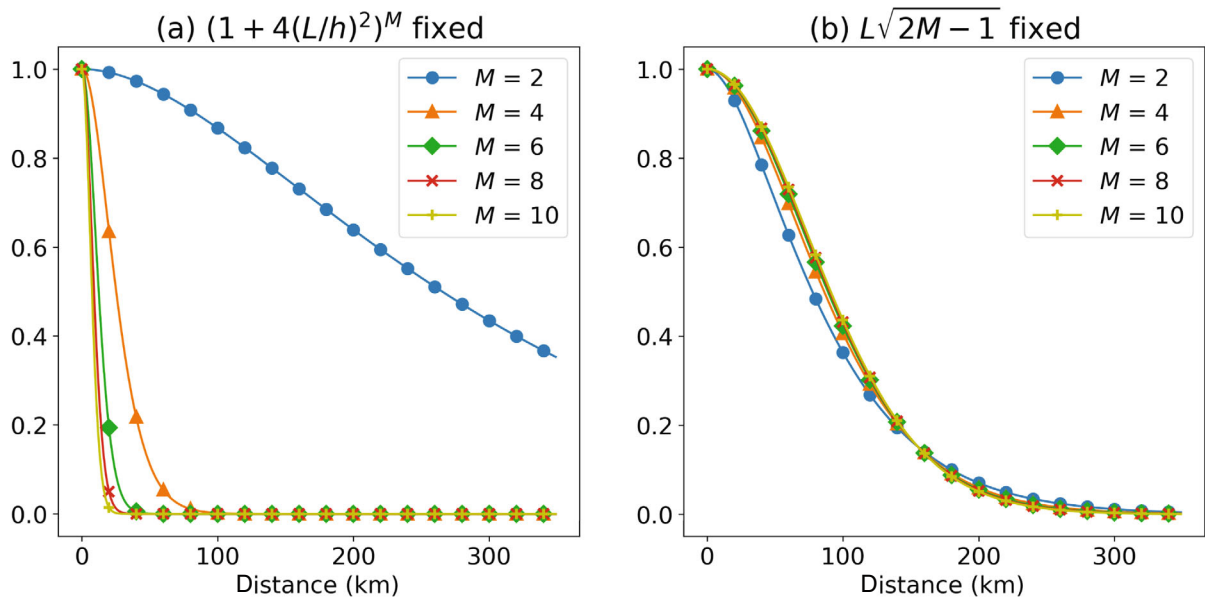 (a) (1 + 4(L/h)²)ᴹ fixed
1.0
0.8
0.6
0.4
0.2
0.0
0
100
200
300
Distance (km)
M = 2
M = 4
M = 6
M = 8
M = 10
(b) L√2M − 1 fixed
1.0
0.8
0.6
0.4
0.2
0.0
0
100
200
300
Distance (km)
M = 2
M = 4
M = 6
M = 8
M = 10